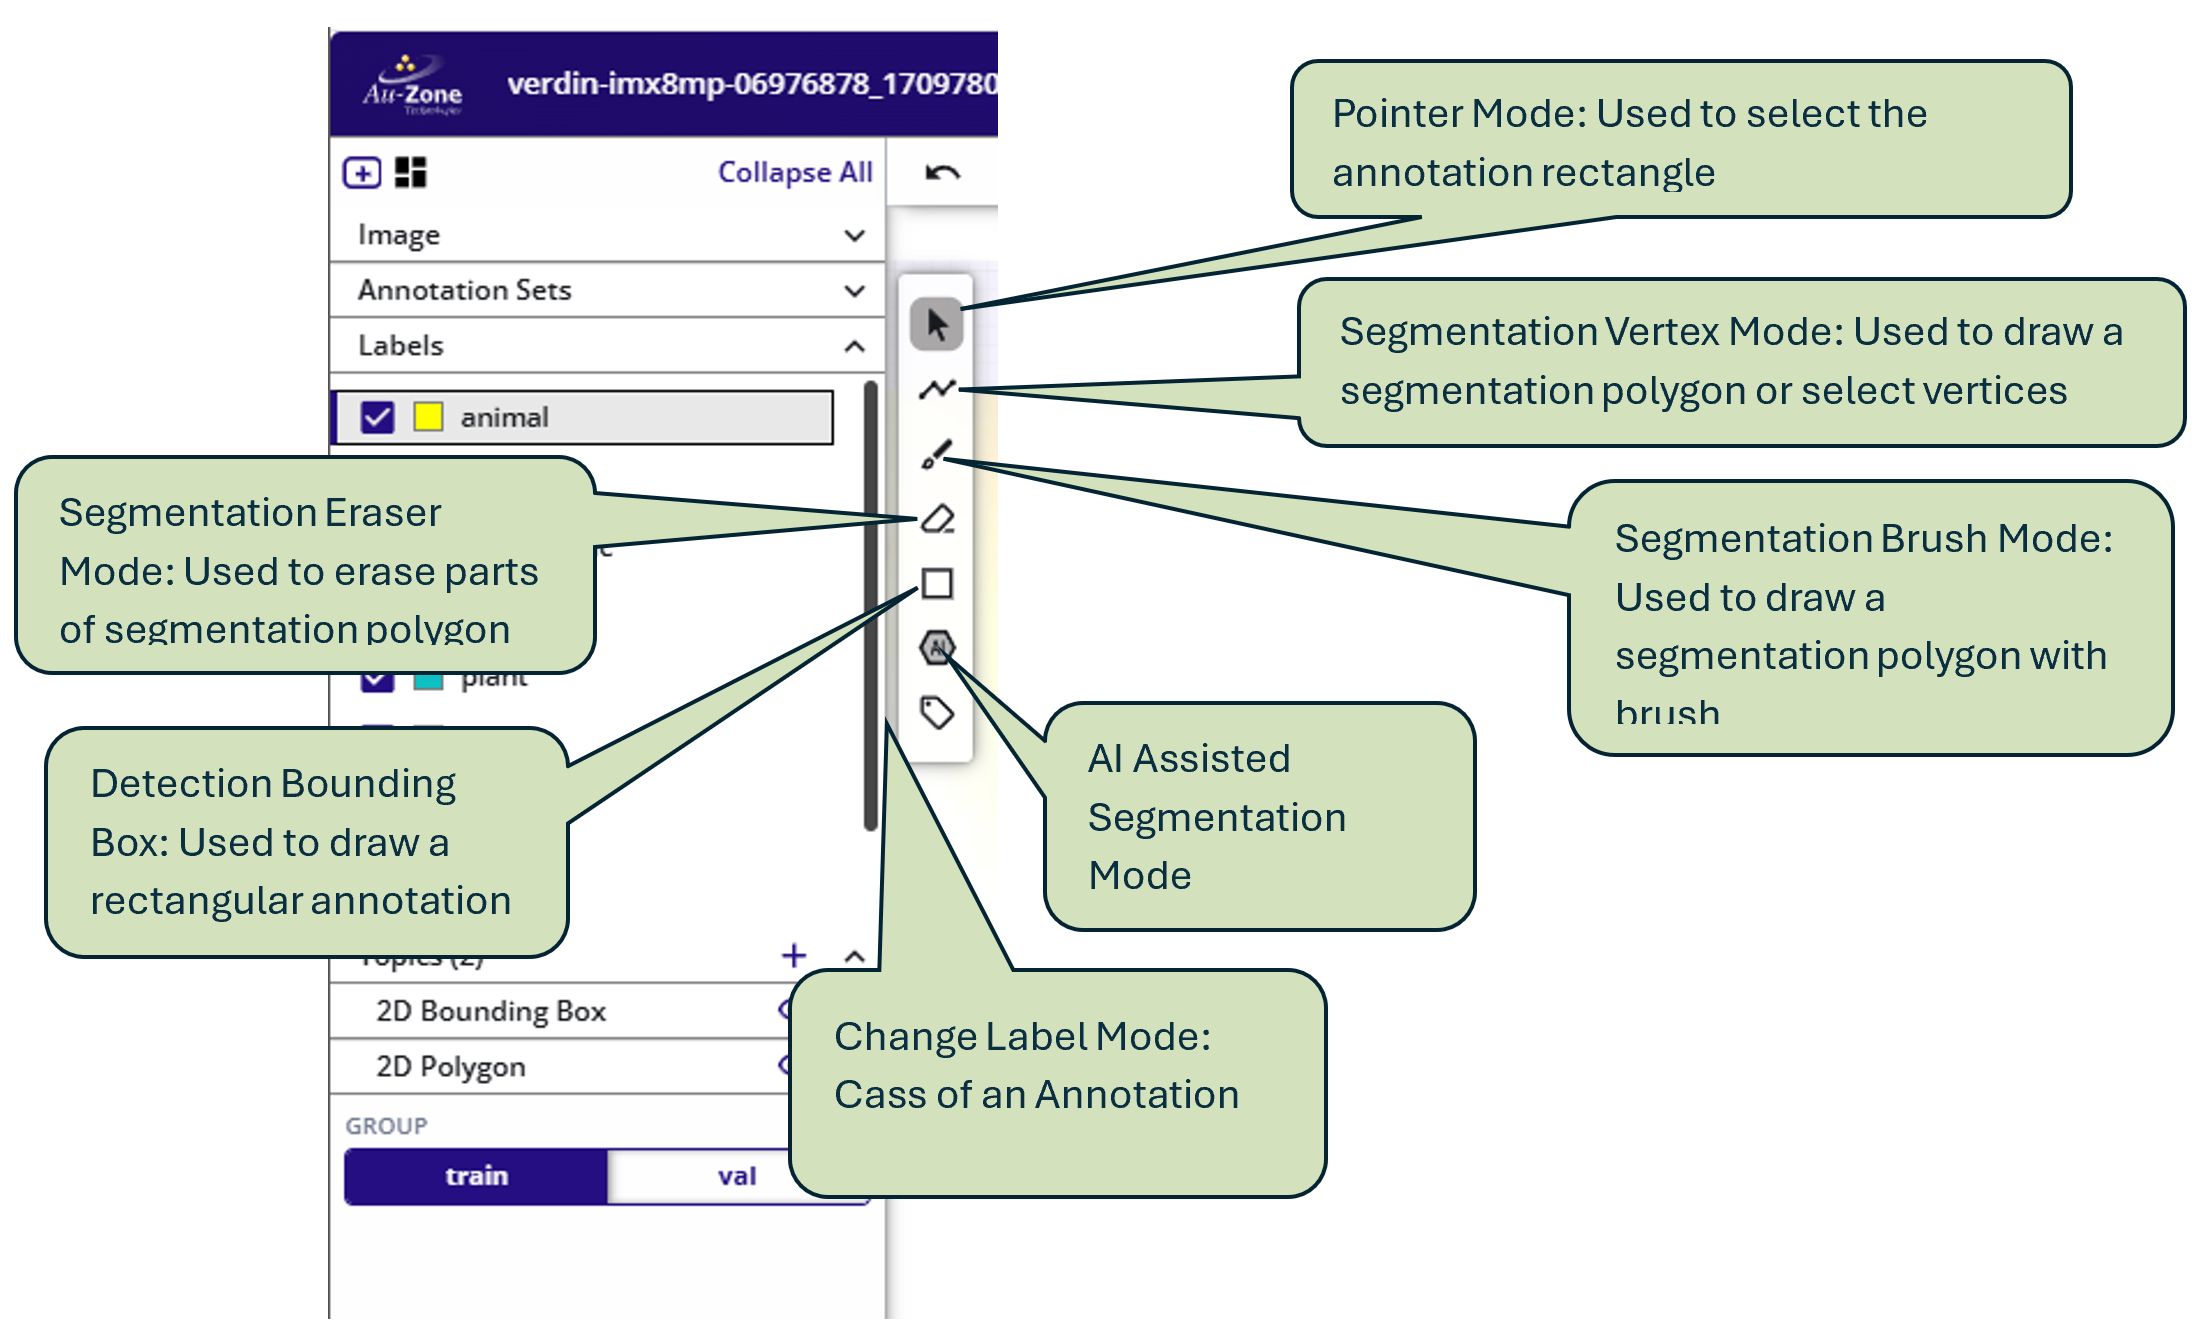 Au-Zone
Technologies
verdin-imx8mp-06976878_1709780
Collapse All
Image
Annotation Sets
Labels
animal
plant
Topics (2)
2D Bounding Box
2D Polygon
GROUP
train
val
AI
Pointer Mode: Used to select the
annotation rectangle
Segmentation Vertex Mode: Used to draw a
segmentation polygon or select vertices
Segmentation Brush Mode:
Used to draw a
segmentation polygon with
brush
Segmentation Eraser
Mode: Used to erase parts
of segmentation polygon
Detection Bounding
Box: Used to draw a
rectangular annotation
AI Assisted
Segmentation
Mode
Change Label Mode:
Cass of an Annotation